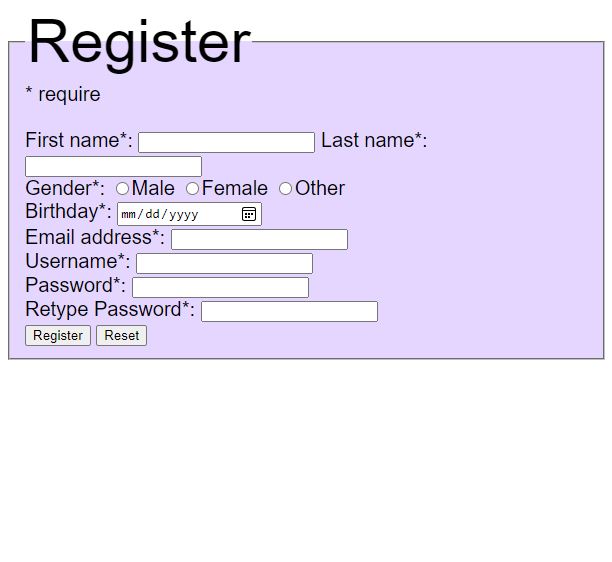 Register
* require
First name*: Last name*:
Gender*: Male Female Other
Birthday*: mm/dd/yyyy
Email address*:
Username*:
Password*:
Retype Password*:
Register Reset